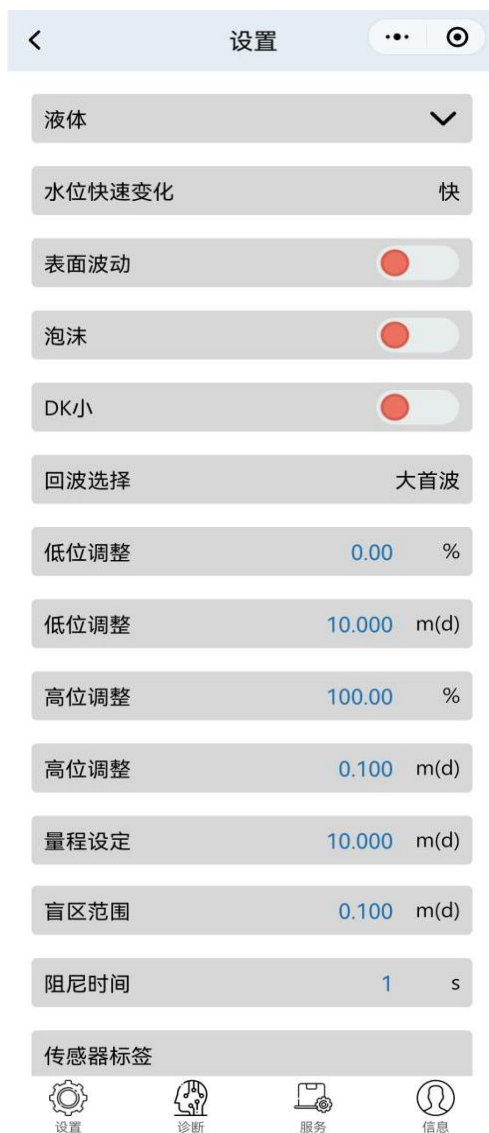 设置
液体
水位快速变化 快
表面波动
泡沫
DK小
回波选择 大首波
低位调整 0.00 %
低位调整 10.000 m(d)
高位调整 100.00 %
高位调整 0.100 m(d)
量程设定 10.000 m(d)
盲区范围 0.100 m(d)
阻尼时间 1 s
传感器标签
设置 诊断 服务 信息